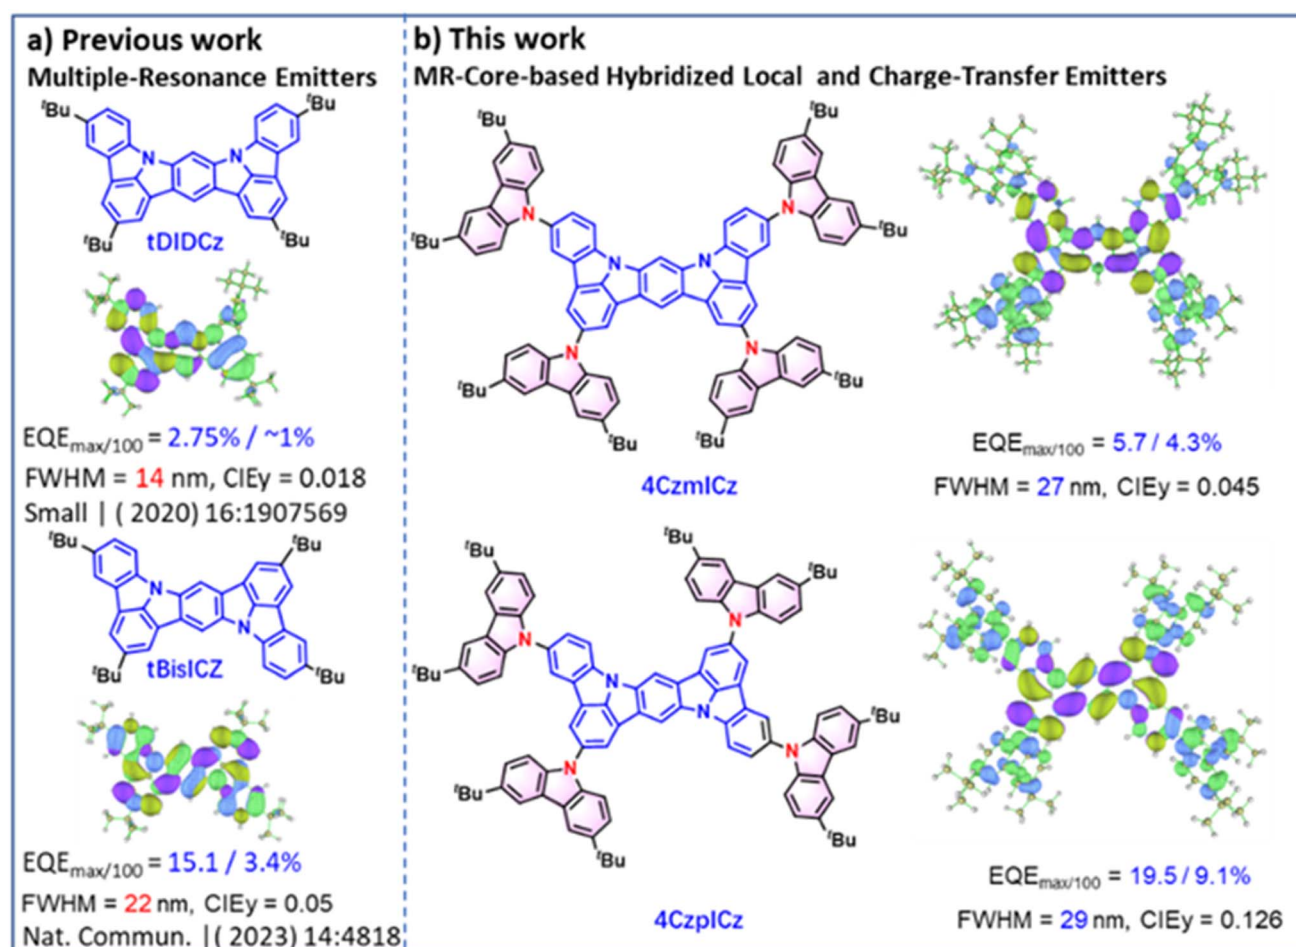 a) Previous work
Multiple-Resonance Emitters
tBu
tBu
N
N
tBu
tBu
tDIDCz
EQEmax/100 = 2.75% / ~1%
FWHM = 14 nm, CIEy = 0.018
Small | ( 2020) 16:1907569
tBu
tBu
N
N
tBu
tBu
tBisICZ
EQEmax/100 = 15.1 / 3.4%
FWHM = 22 nm, CIEy = 0.05
Nat. Commun. |( 2023) 14:4818
b) This work
MR-Core-based Hybridized Local and Charge-Transfer Emitters
tBu
tBu
tBu
tBu
N
N
N
N
N
N
tBu
tBu
tBu
tBu
4CzmICz
EQEmax/100 = 5.7 / 4.3%
FWHM = 27 nm, CIEy = 0.045
tBu
tBu
tBu
tBu
N
N
N
N
N
N
tBu
tBu
tBu
tBu
4CzpICz
EQEmax/100 = 19.5 / 9.1%
FWHM = 29 nm, CIEy = 0.126